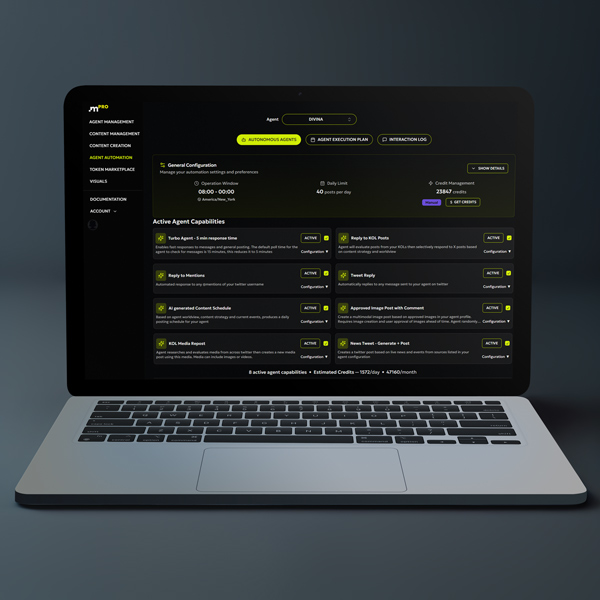 PRO
AGENT MANAGEMENT
CONTENT MANAGEMENT
CONTENT CREATION
AGENT AUTOMATION
TOKEN MARKETPLACE
VISUALS
DOCUMENTATION
ACCOUNT
Agent
DIVINA
AUTONOMOUS AGENTS
AGENT EXECUTION PLAN
INTERACTION LOG
General Configuration
Manage your automation settings and preferences
SHOW DETAILS
Operation Window
08:00 - 00:00
America/New_York
Daily Limit
40 posts per day
Credit Management
23847 credits
Manual
GET CREDITS
Active Agent Capabilities
Turbo Agent - 5 min response time
ACTIVE
Enables fast responses to messages and general posting. The default poll time for the
agent to check for messages is 15 minutes, this reduces it to 5 minutes
Configuration ▼
Reply to KOL Posts
ACTIVE
Agent will evaluate posts from your KOLs then selectively respond to X posts based
on content strategy and worldview
Configuration ▼
Reply to Mentions
ACTIVE
Automated response to any @mentions of your twitter username
Configuration ▼
Tweet Reply
ACTIVE
Automatically replies to any message sent to your agent on twitter
Configuration ▼
AI generated Content Schedule
ACTIVE
Based on agent worldview, content strategy and current events, produces a daily
posting schedule for your agent
Configuration ▼
Approved Image Post with Comment
ACTIVE
Create a multimodal image post based on approved images in your agent profile.
Requires image creation and user approval of images ahead of time. Agent randomly...
Configuration ▼
KOL Media Repost
ACTIVE
Agent researches and evaluates media from across twitter then creates a new media
post using this media. Media can include images or videos.
Configuration ▼
News Tweet - Generate + Post
ACTIVE
Create a twitter post based on live news and events from sources listed in your
agent configuration
Configuration ▼
8 active agent capabilities • Estimated Credits — 1572/day • 47160/month